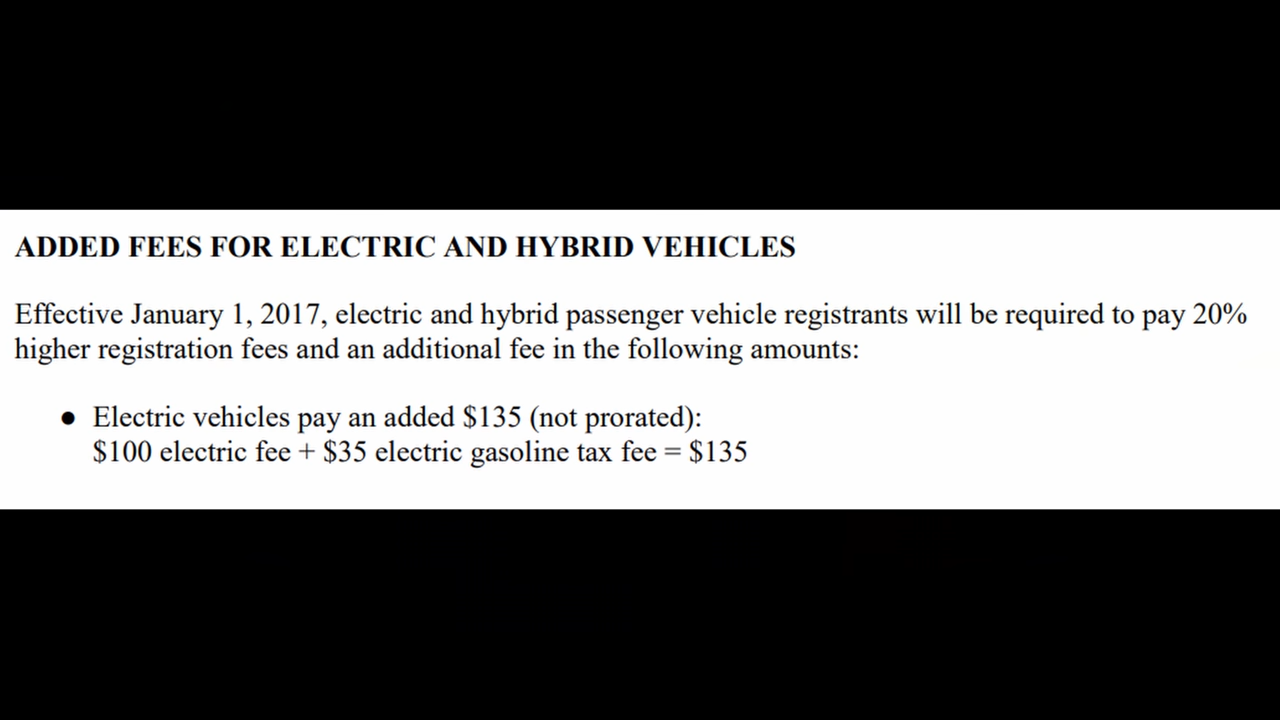 ADDED FEES FOR ELECTRIC AND HYBRID VEHICLES
Effective January 1, 2017, electric and hybrid passenger vehicle registrants will be required to pay 20%
higher registration fees and an additional fee in the following amounts:
● Electric vehicles pay an added $135 (not prorated):
$100 electric fee + $35 electric gasoline tax fee = $135